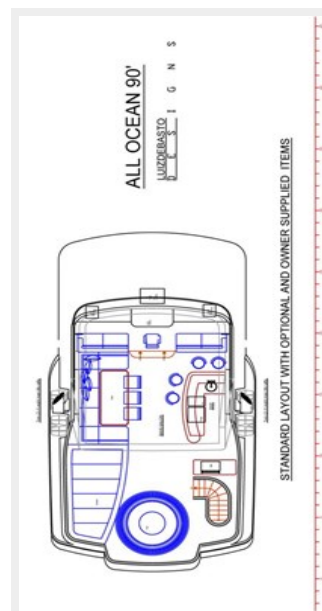 ALL OCEAN 90'
LUIZDEBASTO
D E S I G N S
STANDARD LAYOUT WITH OPTIONAL AND OWNER SUPPLIED ITEMS